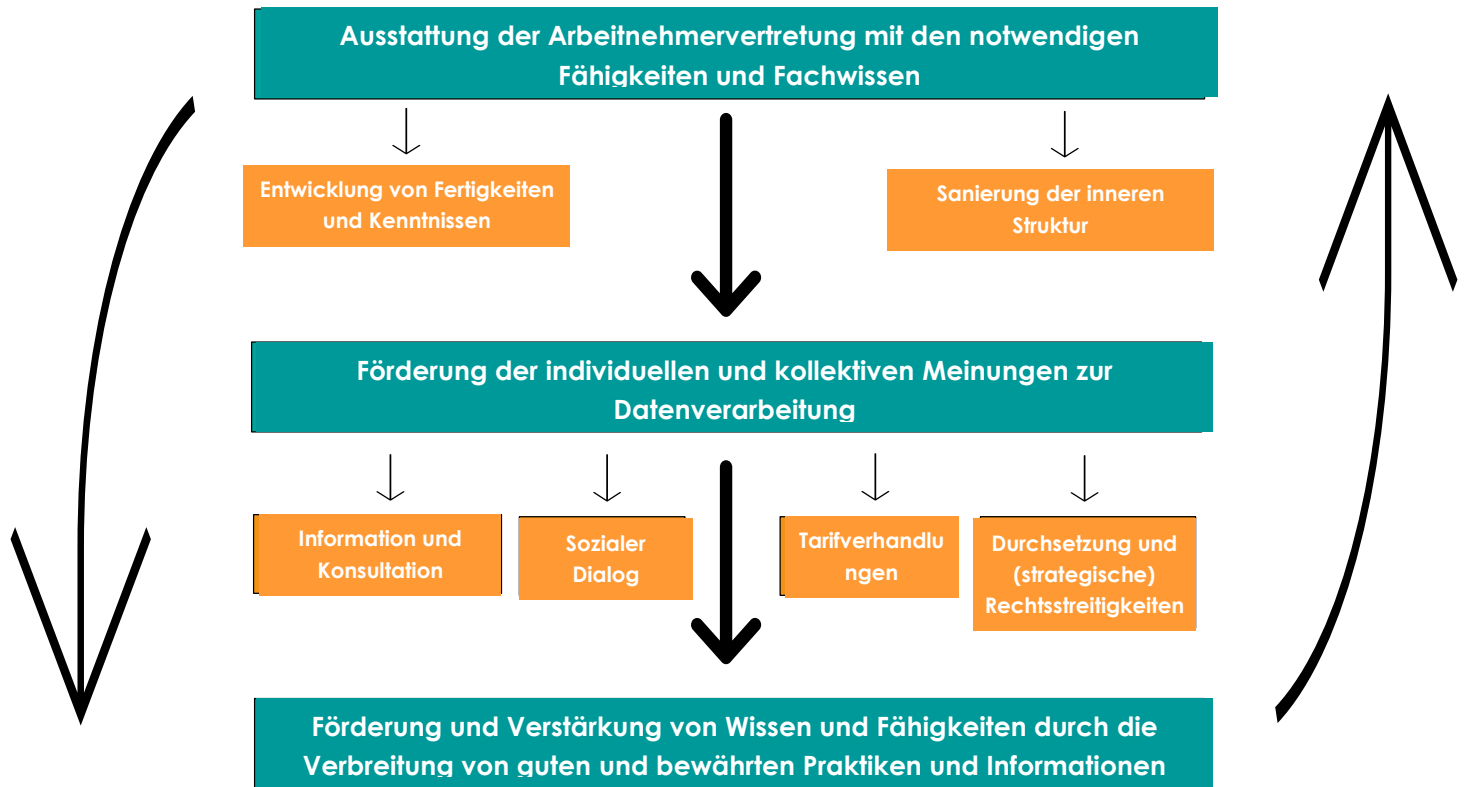 Ausstattung der Arbeitnehmervertretung mit den notwendigen
Fähigkeiten und Fachwissen
Entwicklung von Fertigkeiten
und Kenntnissen
Sanierung der inneren
Struktur
Förderung der individuellen und kollektiven Meinungen zur
Datenverarbeitung
Information und
Konsultation
Sozialer
Dialog
Tarifverhandlu
ngen
Durchsetzung und
(strategische)
Rechtsstreitigkeiten
Förderung und Verstärkung von Wissen und Fähigkeiten durch die
Verbreitung von guten und bewährten Praktiken und Informationen